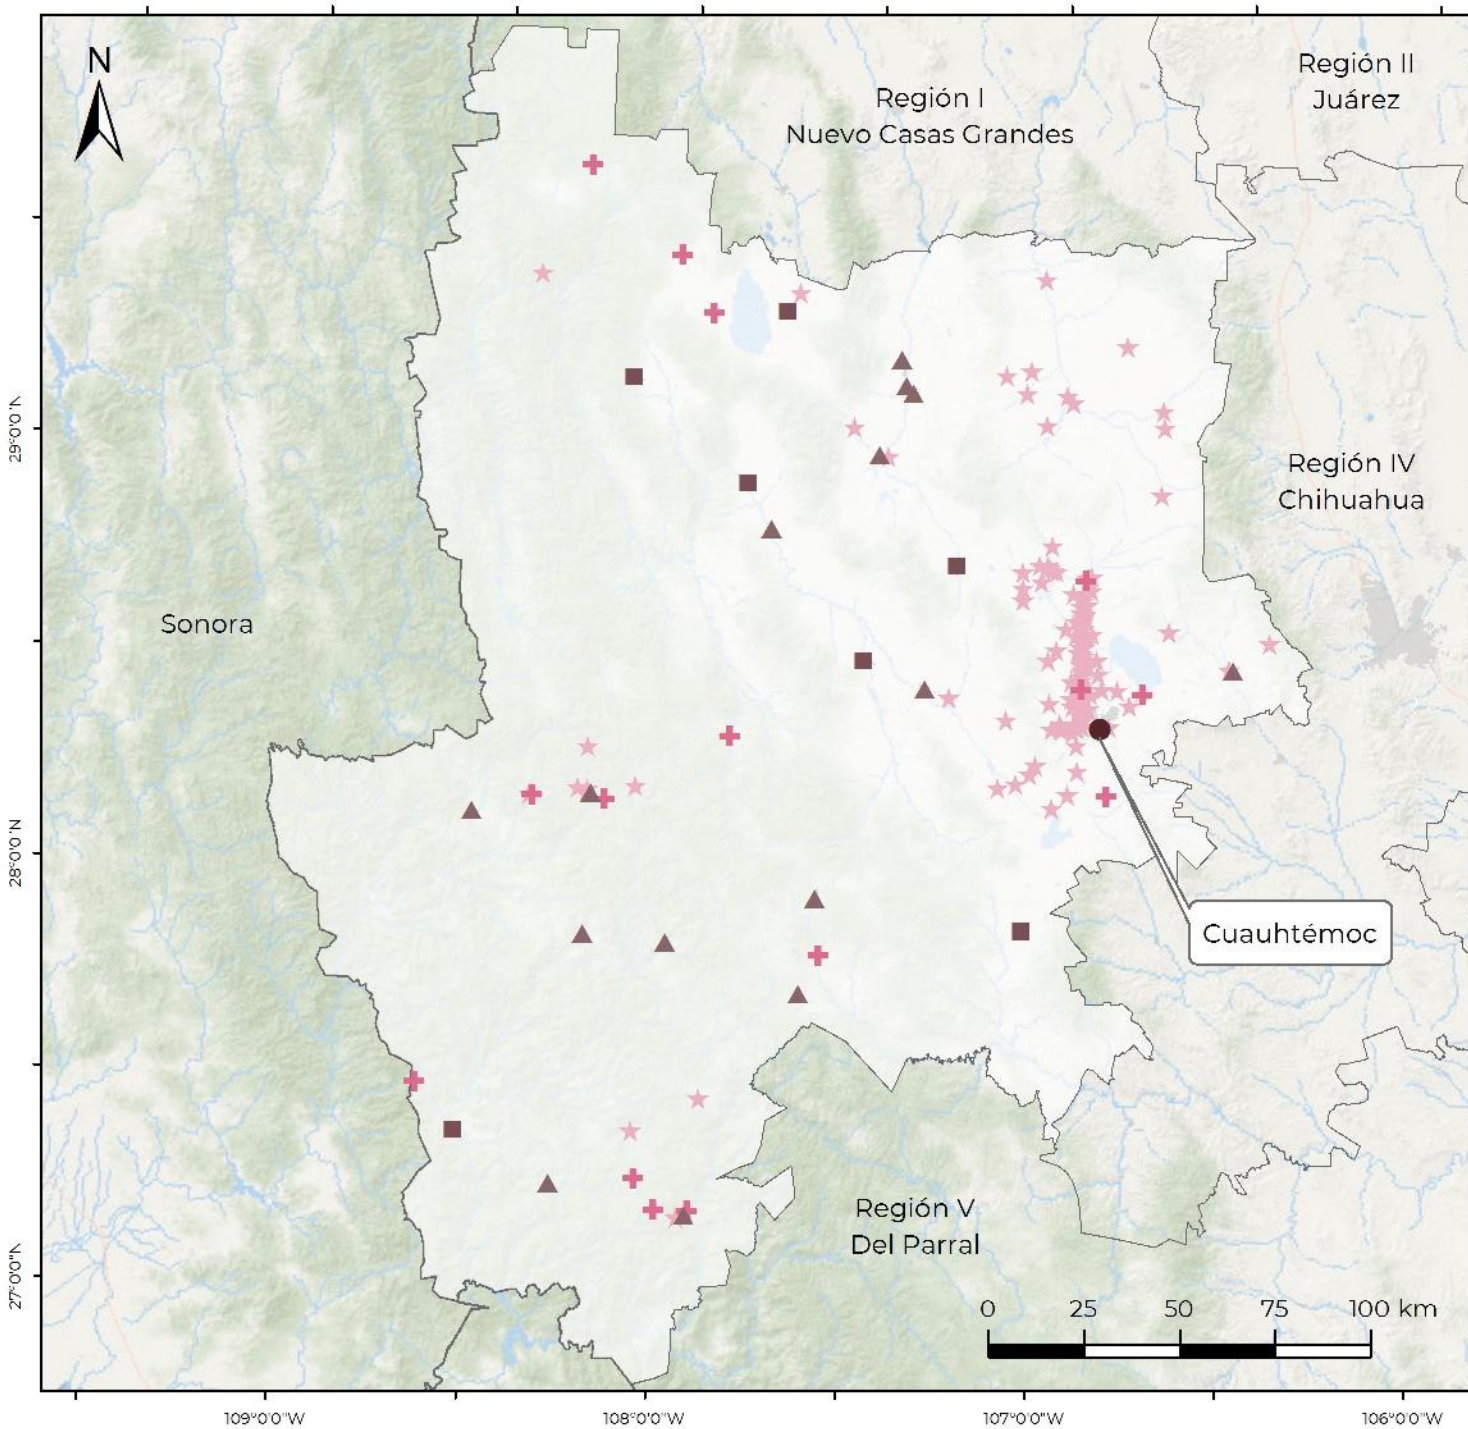 N
Región I
Nuevo Casas Grandes
Región II
Juárez
29°0'0"N
Región IV
Chihuahua
Sonora
28°0'0"N
Cuauhtémoc
Región V
Del Parral
27°0'0"N
0 25 50 75 100 km
109°0'0"W 108°0'0"W 107°0'0"W 106°0'0"W